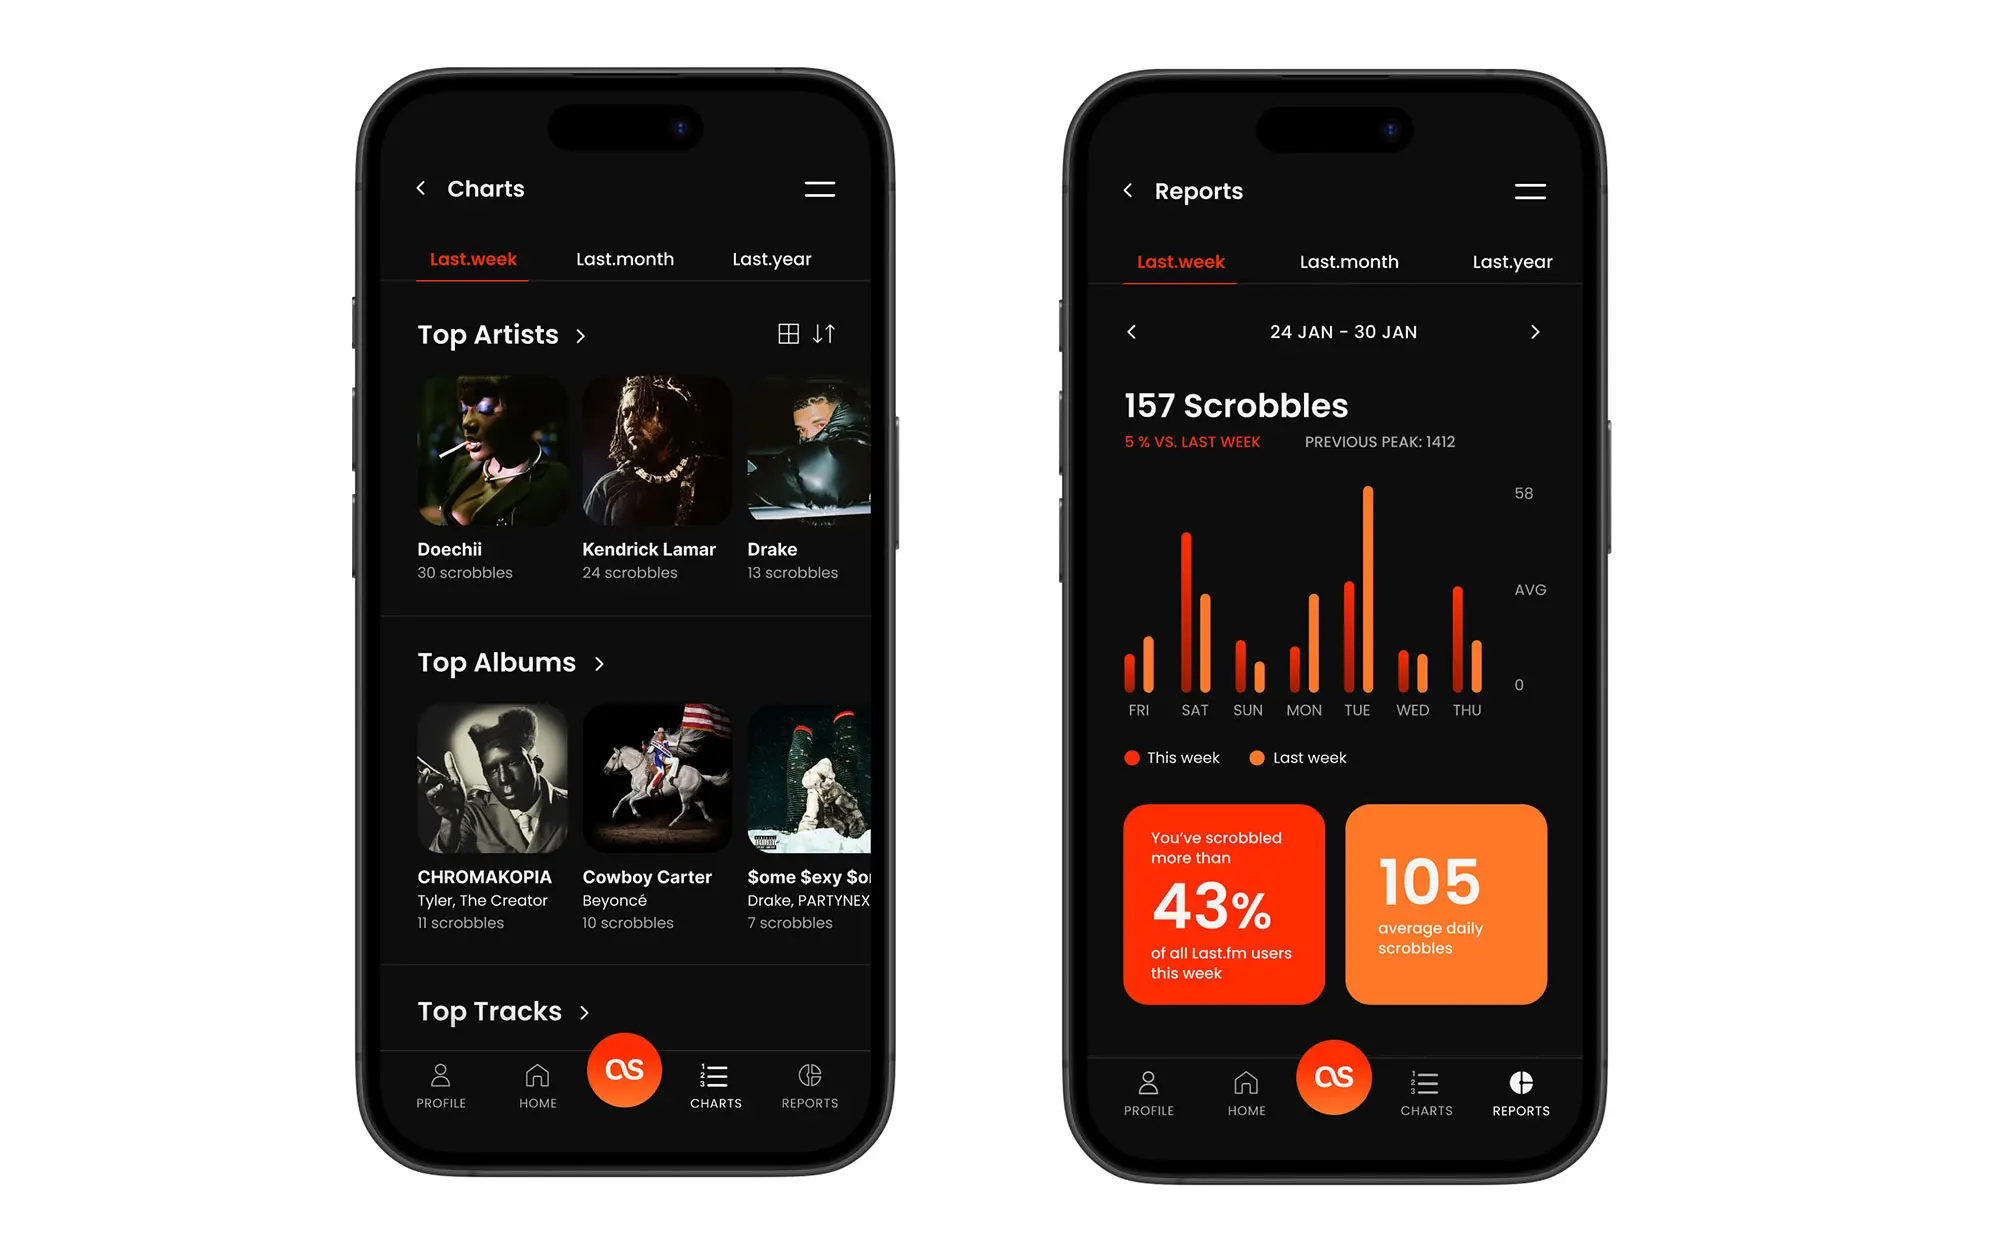 Charts
Last.week Last.month Last.year
Top Artists
Doechii Kendrick Lamar Drake
30 scrobbles 24 scrobbles 13 scrobbles
Top Albums
CHROMAKOPIA Cowboy Carter $ome $exy $o
Tyler, The Creator Beyoncé Drake, PARTYNEX
11 scrobbles 10 scrobbles 7 scrobbles
Top Tracks
as
PROFILE HOME CHARTS REPORTS
Reports
Last.week Last.month Last.year
24 JAN - 30 JAN
157 Scrobbles
5 % VS. LAST WEEK PREVIOUS PEAK: 1412
58
AVG
0
FRI SAT SUN MON TUE WED THU
This week Last week
You've scrobbled
more than
43%
of all Last.fm users
this week
105
average daily
scrobbles
as
PROFILE HOME CHARTS REPORTS